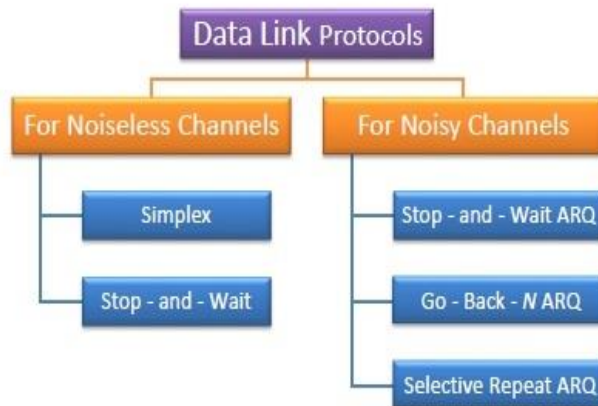 Data Link Protocols
For Noiseless Channels
For Noisy Channels
Simplex
Stop - and - Wait
Stop - and - Wait ARQ
Go - Back - N ARQ
Selective Repeat ARQ